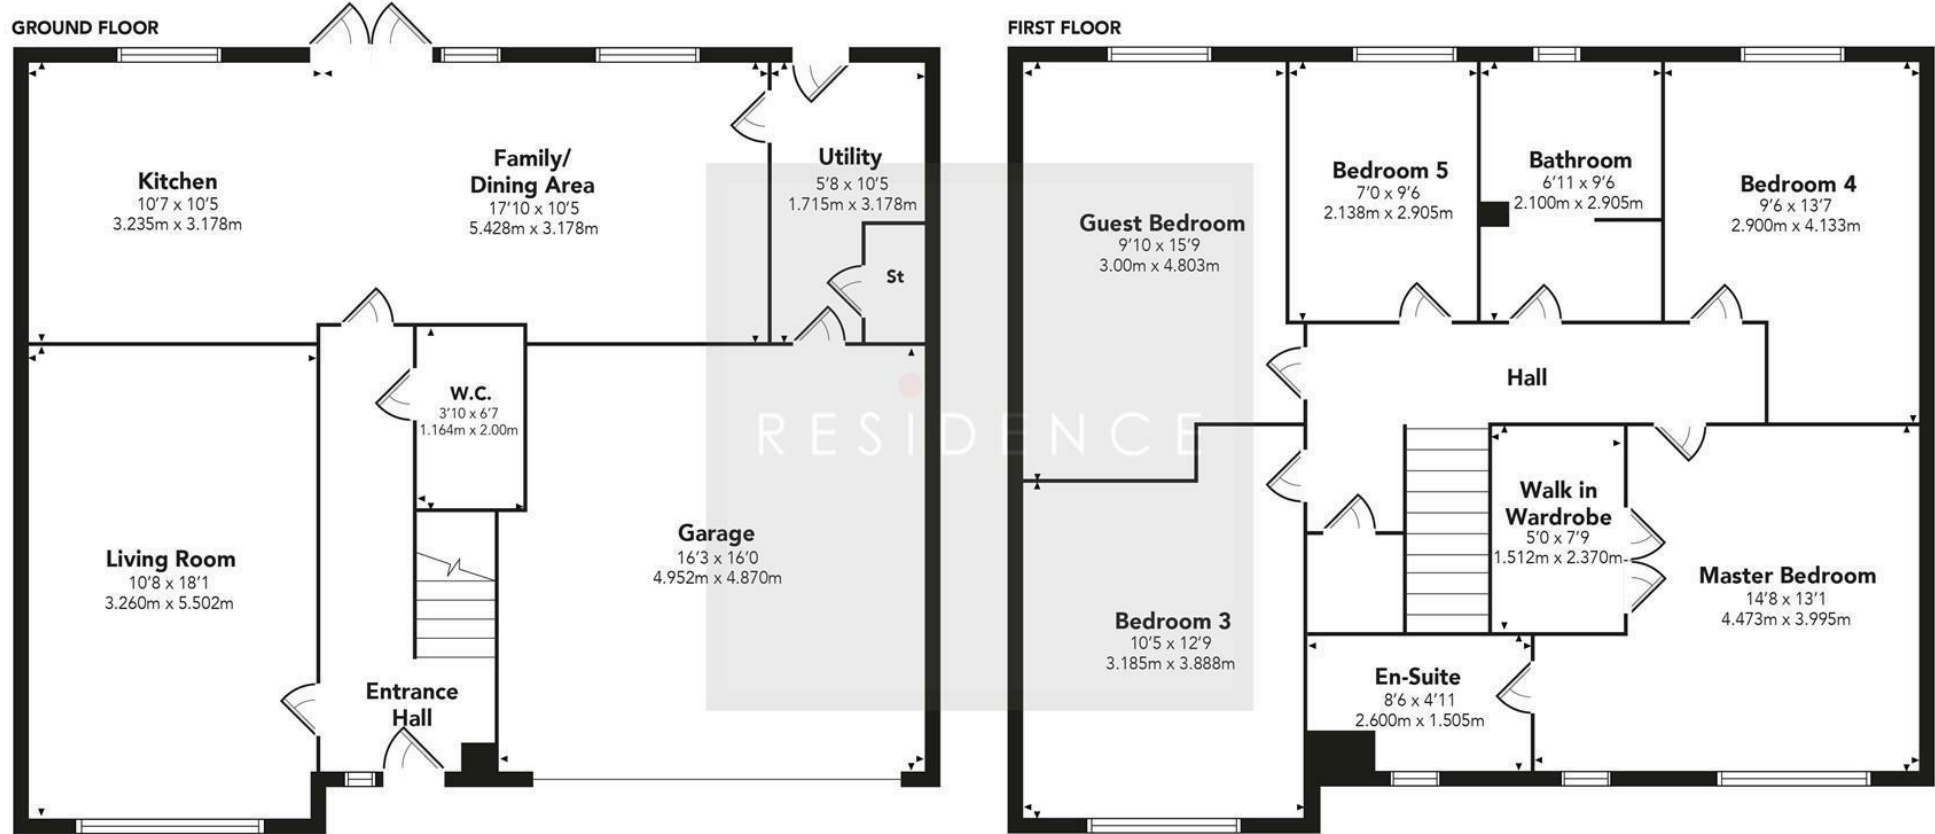 GROUND FLOOR
Kitchen
10'7 x 10'5
3.235m x 3.178m
Family/
Dining Area
17'10 x 10'5
5.428m x 3.178m
Utility
5'8 x 10'5
1.715m x 3.178m
St
W.C.
3'10 x 6'7
1.164m x 2.00m
Living Room
10'8 x 18'1
3.260m x 5.502m
Garage
16'3 x 16'0
4.952m x 4.870m
Entrance
Hall
RESIDENCE
FIRST FLOOR
Guest Bedroom
9'10 x 15'9
3.00m x 4.803m
Bedroom 5
7'0 x 9'6
2.138m x 2.905m
Bathroom
6'11 x 9'6
2.100m x 2.905m
Bedroom 4
9'6 x 13'7
2.900m x 4.133m
Hall
Walk in
Wardrobe
5'0 x 7'9
1.512m x 2.370m
Master Bedroom
14'8 x 13'1
4.473m x 3.995m
Bedroom 3
10'5 x 12'9
3.185m x 3.888m
En-Suite
8'6 x 4'11
2.600m x 1.505m